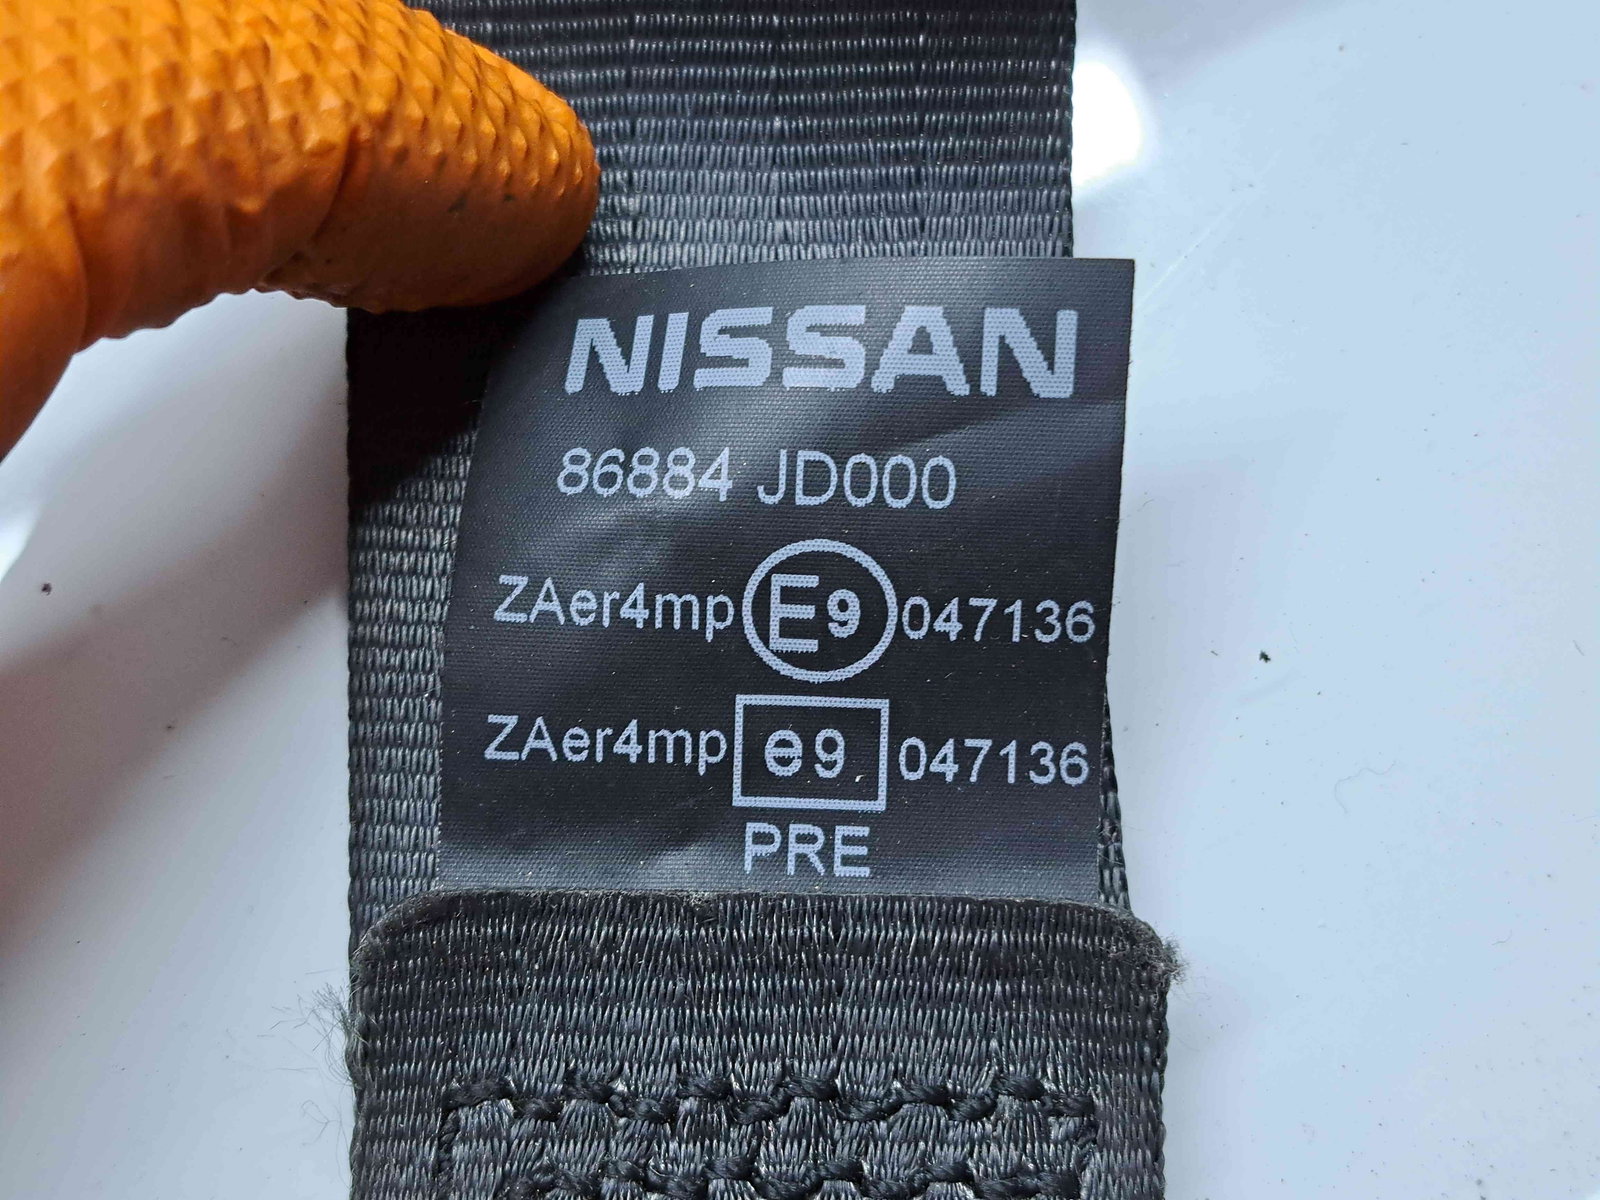 NISSAN
86884 JD000
ZAer4mp E9 047136
ZAer4mp e9 047136
PRE